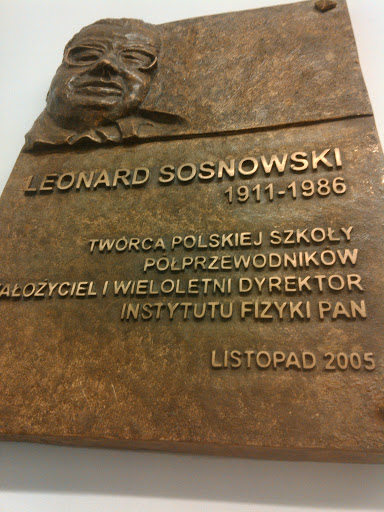 LEONARD SOSNOWSKI
1911-1986
TWÓRCA POLSKIEJ SZKOŁY
PÓŁPRZEWODNIKÓW
AŁOŻYCIEL I WIELOLETNI DYREKTOR
INSTYTUTU FIZYKI PAN
LISTOPAD 2005